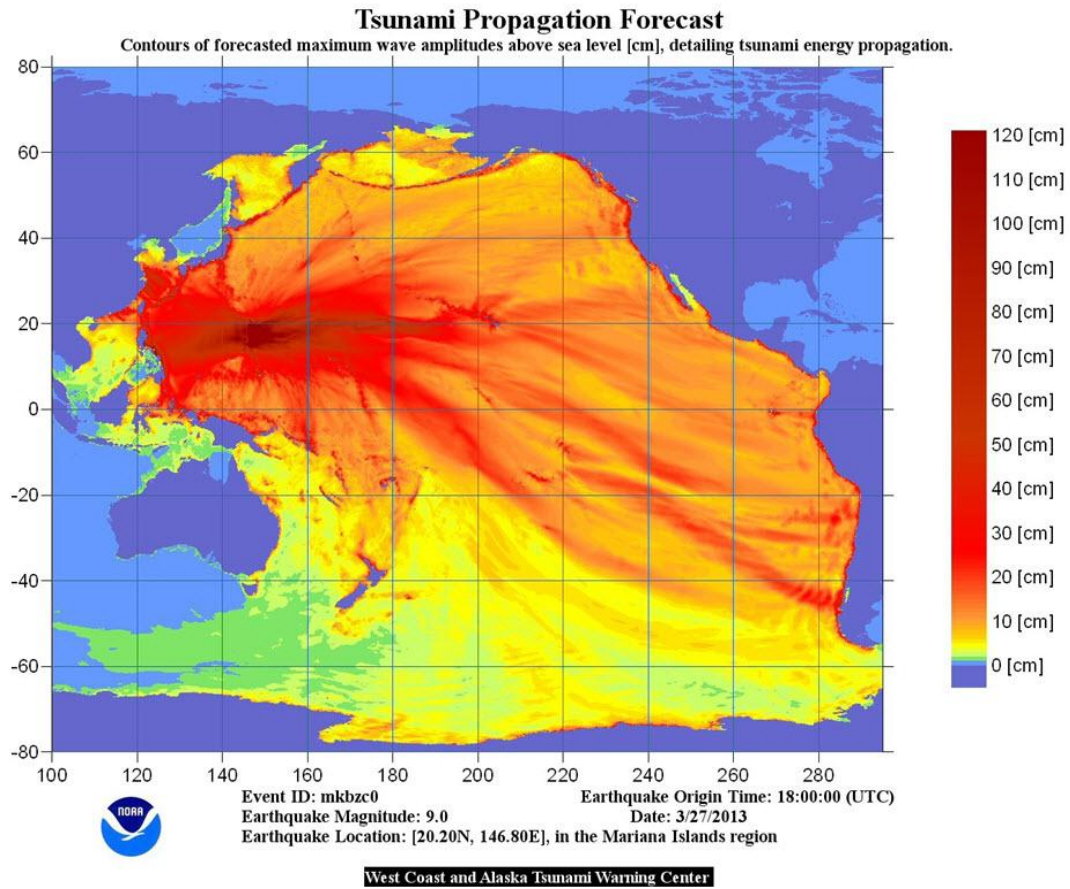 Tsunami Propagation Forecast
Contours of forecasted maximum wave amplitudes above sea level [cm], detailing tsunami energy propagation.
80
60
40
20
0
-20
-40
-60
-80
100 120 140 160 180 200 220 240 260 280
120 [cm]
110 [cm]
100 [cm]
90 [cm]
80 [cm]
70 [cm]
60 [cm]
50 [cm]
40 [cm]
30 [cm]
20 [cm]
10 [cm]
0 [cm]
NOAA
Event ID: mkbzc0 Earthquake Origin Time: 18:00:00 (UTC)
Earthquake Magnitude: 9.0 Date: 3/27/2013
Earthquake Location: [20.20N, 146.80E], in the Mariana Islands region
West Coast and Alaska Tsunami Warning Center